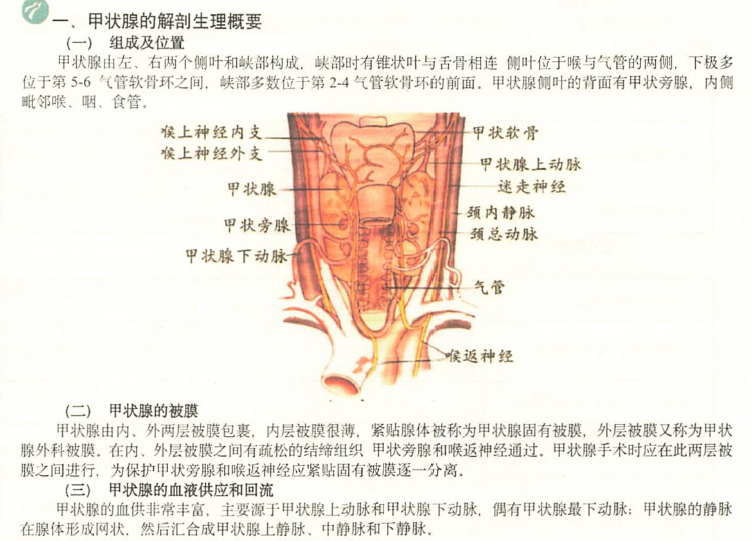 一、甲状腺的解剖生理概要
(一) 组成及位置
甲状腺由左、右两个侧叶和峡部构成，峡部时有锥状叶与舌骨相连 侧叶位于喉与气管的两侧，下极多
位于第 5-6 气管软骨环之间，峡部多数位于第 2-4 气管软骨环的前面。甲状腺侧叶的背面有甲状旁腺，内侧
毗邻喉、咽、食管。
喉上神经内支
喉上神经外支
甲状腺
甲状旁腺
甲状腺下动脉
甲状软骨
甲状腺上动脉
迷走神经
颈内静脉
颈总动脉
气管
喉返神经
(二) 甲状腺的被膜
甲状腺由内、外两层被膜包裹，内层被膜很薄，紧贴腺体被称为甲状腺固有被膜，外层被膜又称为甲状
腺外科被膜。在内、外层被膜之间有疏松的结缔组织 甲状旁腺和喉返神经通过。甲状腺手术时应在此两层被
膜之间进行，为保护甲状旁腺和喉返神经应紧贴固有被膜逐一分离。
(三) 甲状腺的血液供应和回流
甲状腺的血供非常丰富，主要源于甲状腺上动脉和甲状腺下动脉，偶有甲状腺最下动脉；甲状腺的静脉
在腺体形成网状，然后汇合成甲状腺上静脉、中静脉和下静脉。